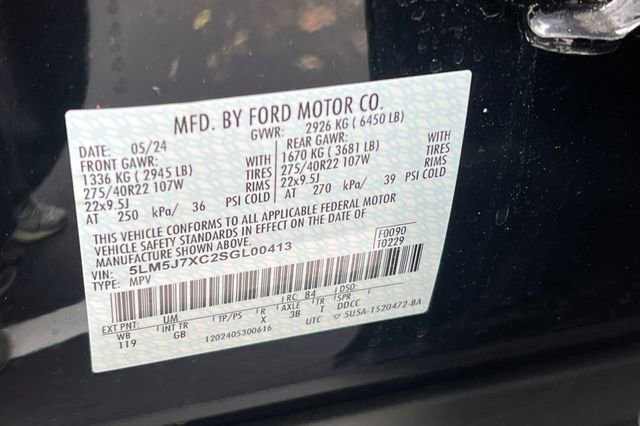 MFD. BY FORD MOTOR CO.
DATE: 05/24 GVWR: 2926 KG ( 6450 LB)
FRONT GAWR: REAR GAWR:
1336 KG ( 2945 LB) WITH 1670 KG ( 3681 LB) WITH
275/40R22 107W TIRES 275/40R22 107W TIRES
22x9.5J RIMS 22x9.5J RIMS
AT 250 kPa/ 36 PSI COLD AT 270 kPa/ 39 PSI COLD
THIS VEHICLE CONFORMS TO ALL APPLICABLE FEDERAL MOTOR
VEHICLE SAFETY STANDARDS IN EFFECT ON THE DATE OF
MANUFACTURE SHOWN ABOVE. F0090
VIN: 5LM5J7XC2SGL00413 T0229
TYPE: MPV
EXT PNT: UM RC: 84 DSO:
WB INT TR TP/PS R AXLE TR SPR
119 GB X 3B T DDCC
1202405300616 UTC ▽ 5U5A-1520472-BA